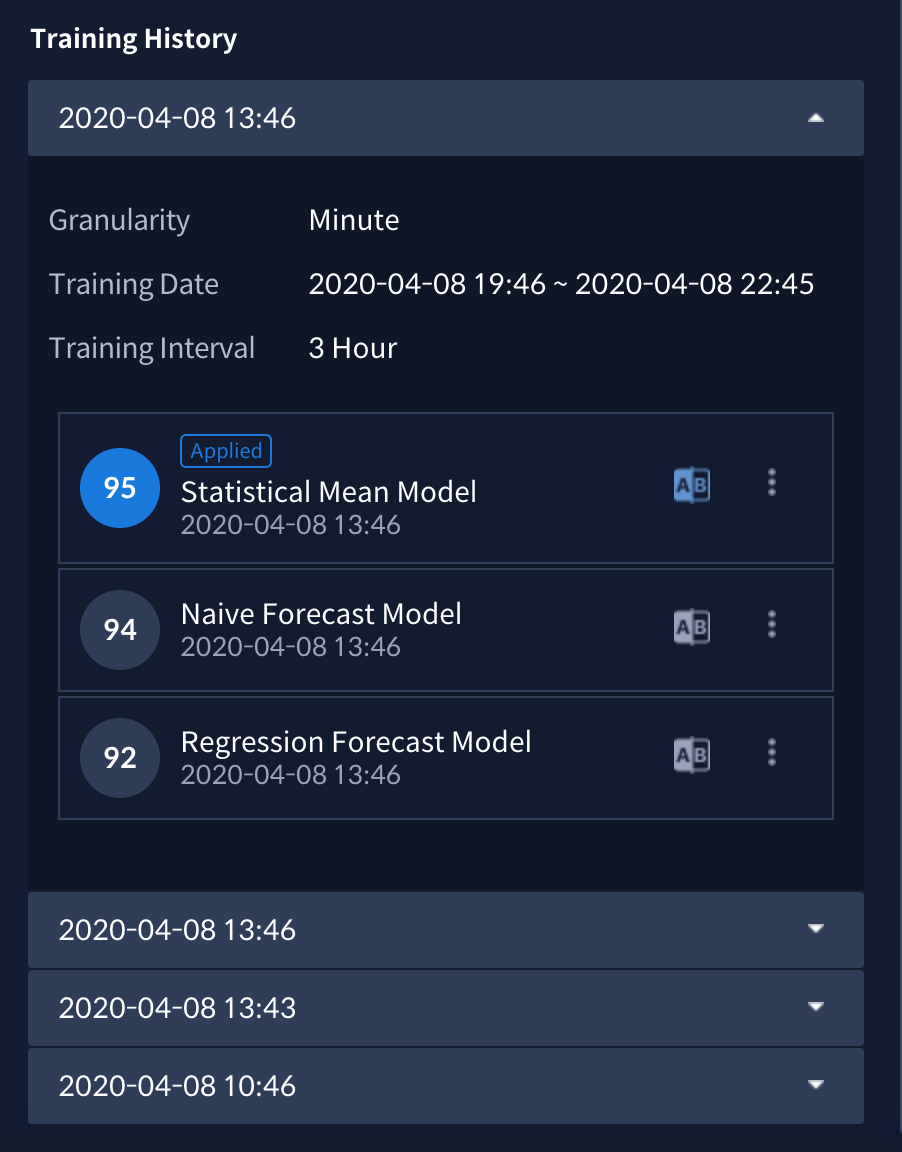 Training History
2020-04-08 13:46
Granularity Minute
Training Date 2020-04-08 19:46 ~ 2020-04-08 22:45
Training Interval 3 Hour
Applied
95 Statistical Mean Model AB
2020-04-08 13:46
94 Naive Forecast Model AB
2020-04-08 13:46
92 Regression Forecast Model AB
2020-04-08 13:46
2020-04-08 13:46
2020-04-08 13:43
2020-04-08 10:46